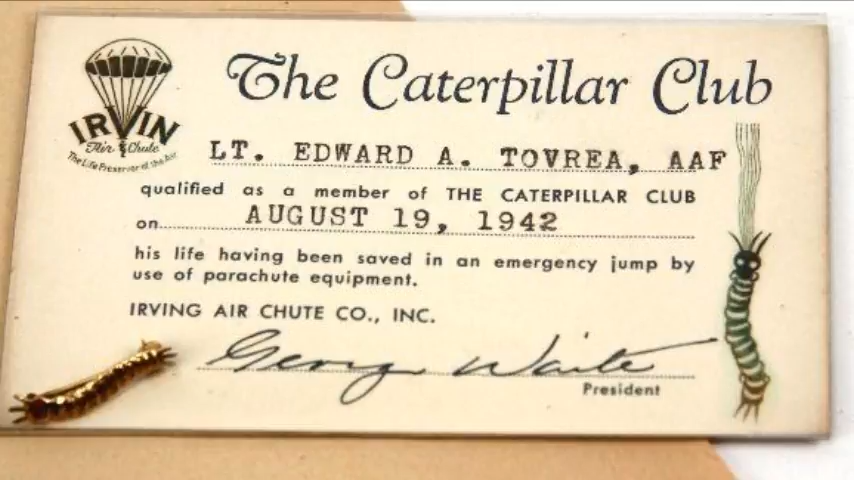 The Caterpillar Club
IRVIN
Air Chute
The Life Preserver of the Air
LT. EDWARD A. TOVREA, AAF
qualified as a member of THE CATERPILLAR CLUB
on AUGUST 19, 1942
his life having been saved in an emergency jump by
use of parachute equipment.
IRVING AIR CHUTE CO., INC.
George Waite
President